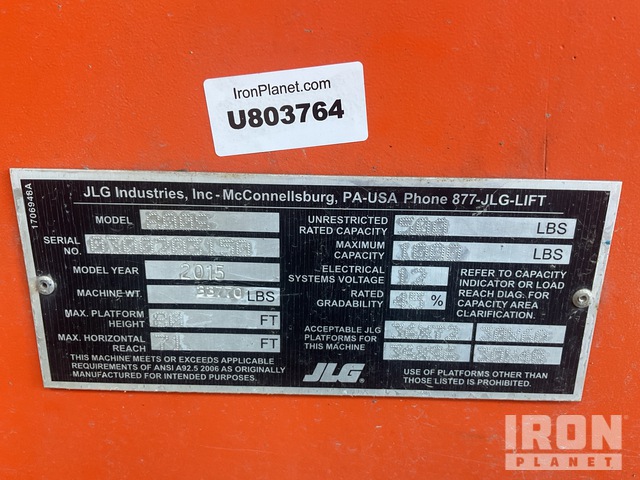 IronPlanet.com
U803764
1706948A
JLG Industries, Inc - McConnellsburg, PA-USA Phone 877-JLG-LIFT
MODEL
SERIAL NO.
MODEL YEAR 2015
MACHINE WT. LBS
MAX. PLATFORM HEIGHT FT
MAX. HORIZONTAL REACH FT
THIS MACHINE MEETS OR EXCEEDS APPLICABLE
REQUIREMENTS OF ANSI A92.5 2006 AS ORIGINALLY
MANUFACTURED FOR INTENDED PURPOSES.
UNRESTRICTED RATED CAPACITY LBS
MAXIMUM CAPACITY LBS
ELECTRICAL SYSTEMS VOLTAGE 12
RATED GRADABILITY %
REFER TO CAPACITY
INDICATOR OR LOAD
REACH DIAG. FOR
CAPACITY AREA
CLARIFICATION.
ACCEPTABLE JLG
PLATFORMS FOR
THIS MACHINE
JLG®
USE OF PLATFORMS OTHER THAN
THOSE LISTED IS PROHIBITED.
IRON
PLANET